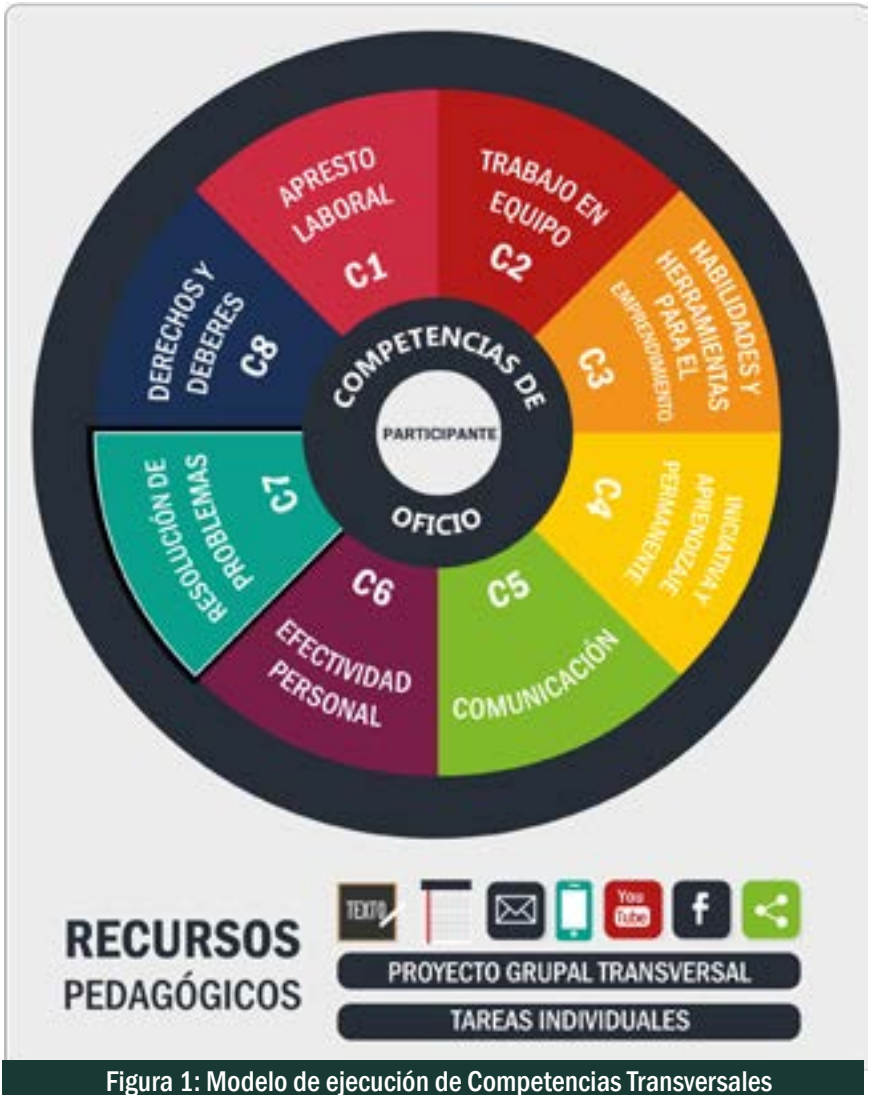 APRESTO
LABORAL
C1
TRABAJO EN
EQUIPO
C2
HABILIDADES Y
HERRAMIENTAS
PARA EL
EMPRENDIMIENTO
C3
INICIATIVA Y
APRENDIZAJE
PERMANENTE
C4
C5
COMUNICACIÓN
C6
EFECTIVIDAD
PERSONAL
RESOLUCIÓN DE
PROBLEMAS
C7
DERECHOS Y
DEBERES
C8
COMPETENCIAS DE
PARTICIPANTE
OFICIO
RECURSOS
PEDAGÓGICOS
TEXTO
You
Tube
f
PROYECTO GRUPAL TRANSVERSAL
TAREAS INDIVIDUALES
Figura 1: Modelo de ejecución de Competencias Transversales